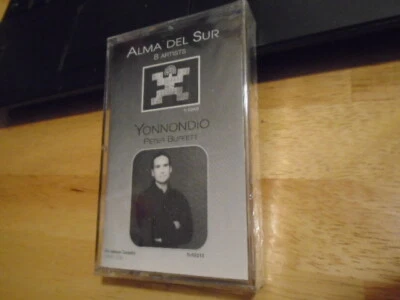 ALMA DEL SUR
8 ARTISTS
YONNONDIO
PETER BUFFETT